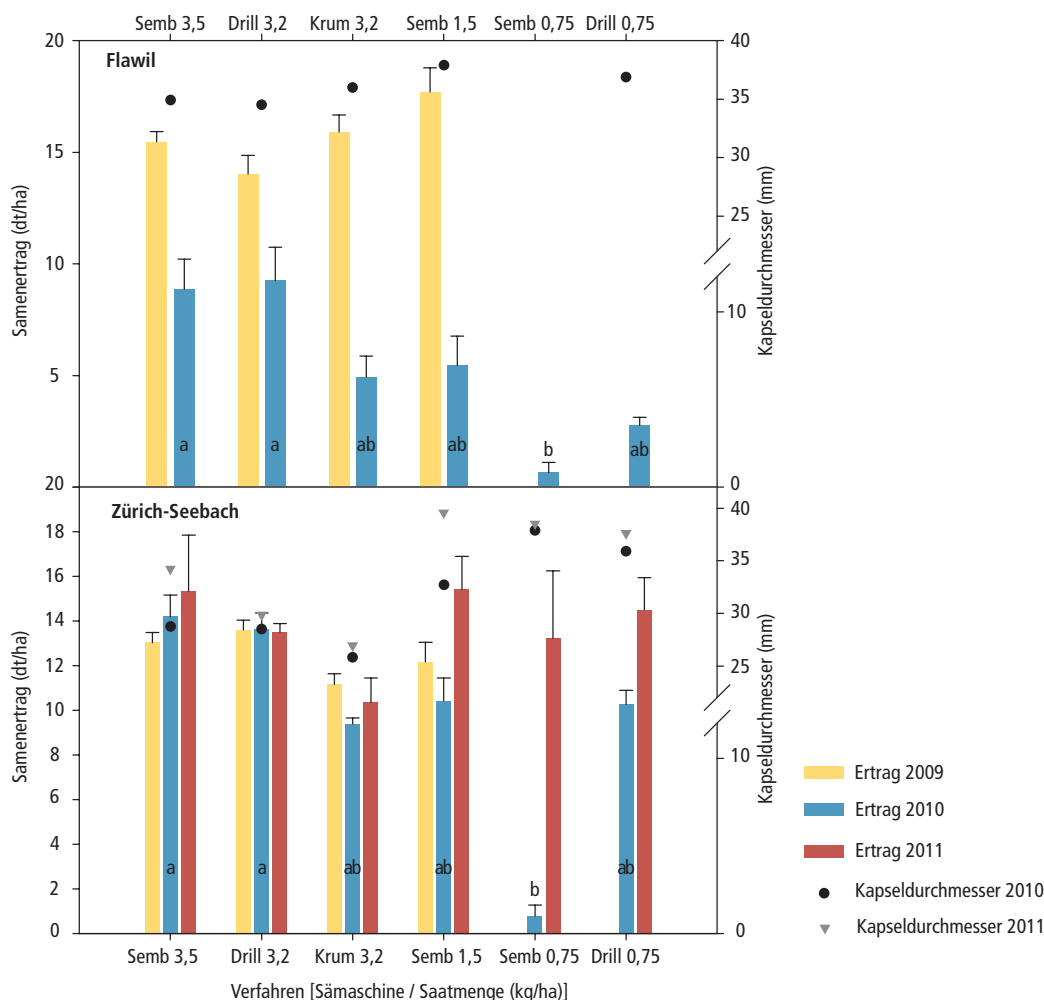 Semb 3,5 Drill 3,2 Krum 3,2 Semb 1,5 Semb 0,75 Drill 0,75
Flawil
Samenertrag (dt/ha)
20
15
10
5
Kapseldurchmesser (mm)
40
35
30
25
10
0
a a ab ab b ab
Zürich-Seebach
Samenertrag (dt/ha)
20
18
16
14
12
10
8
6
4
2
0
Kapseldurchmesser (mm)
40
35
30
25
10
0
a a ab ab b ab
Semb 3,5 Drill 3,2 Krum 3,2 Semb 1,5 Semb 0,75 Drill 0,75
Verfahren [Sämaschine / Saatmenge (kg/ha)]
Ertrag 2009
Ertrag 2010
Ertrag 2011
Kapseldurchmesser 2010
Kapseldurchmesser 2011